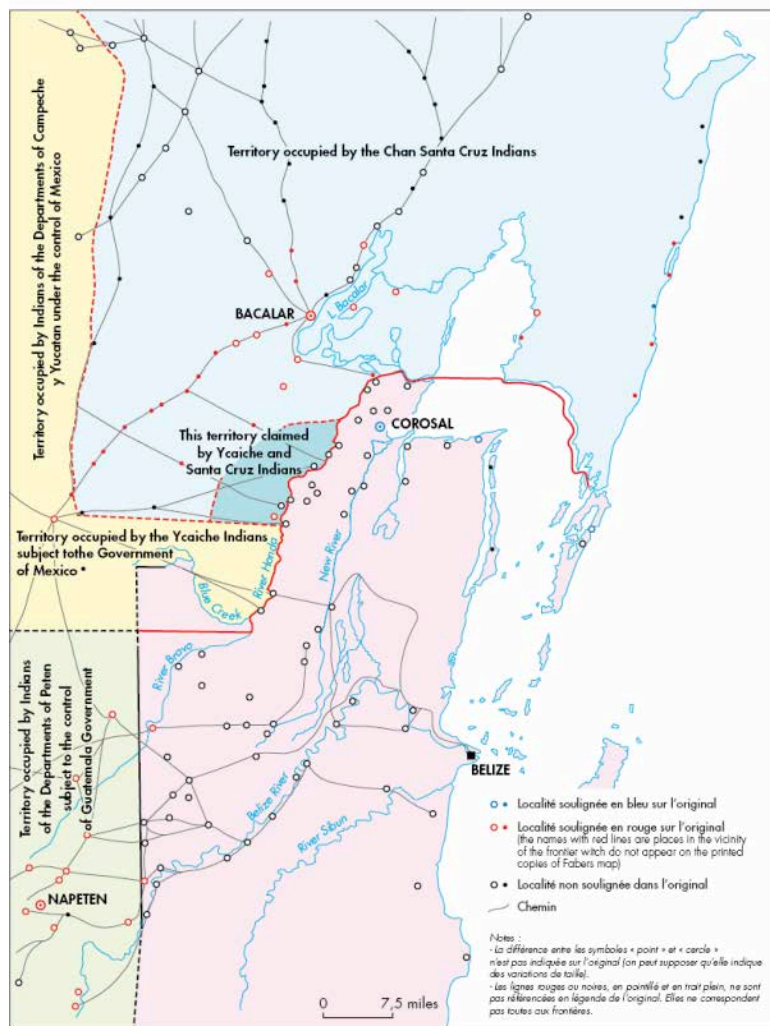 Territory occupied by Indians of the Departments of Campeche
y Yucatan under the control of Mexico
Territory occupied by the Chan Santa Cruz Indians
L. Bacalar
BACALAR
COROSAL
This territory claimed
by Ycaiche and
Santa Cruz Indians
Territory occupied by the Ycaiche Indians
subject tothe Government
of Mexico *
River Hondo
New River
Blue Creek
River Bravo
Territory occupied by Indians
of the Departments of Peten
subject to the control
of Guatemala Government
BELIZE
Belize River
River Sibun
NAPETEN
Localité soulignée en bleu sur l'original
Localité soulignée en rouge sur l'original
(the names with red lines are places in the vicinity
of the frontier witch do not appear on the printed
copies of Fabers map)
Localité non soulignée dans l'original
Chemin
Notes :
- La différence entre les symboles « point » et « cercle »
n'est pas indiquée sur l'original (on peut supposer qu'elle indique
des variations de taille).
- Les lignes rouges ou noires, en pointillé et en trait plein, ne sont
pas référencées en légende de l'original. Elles ne correspondent
pas toutes aux frontières.
0 7,5 miles